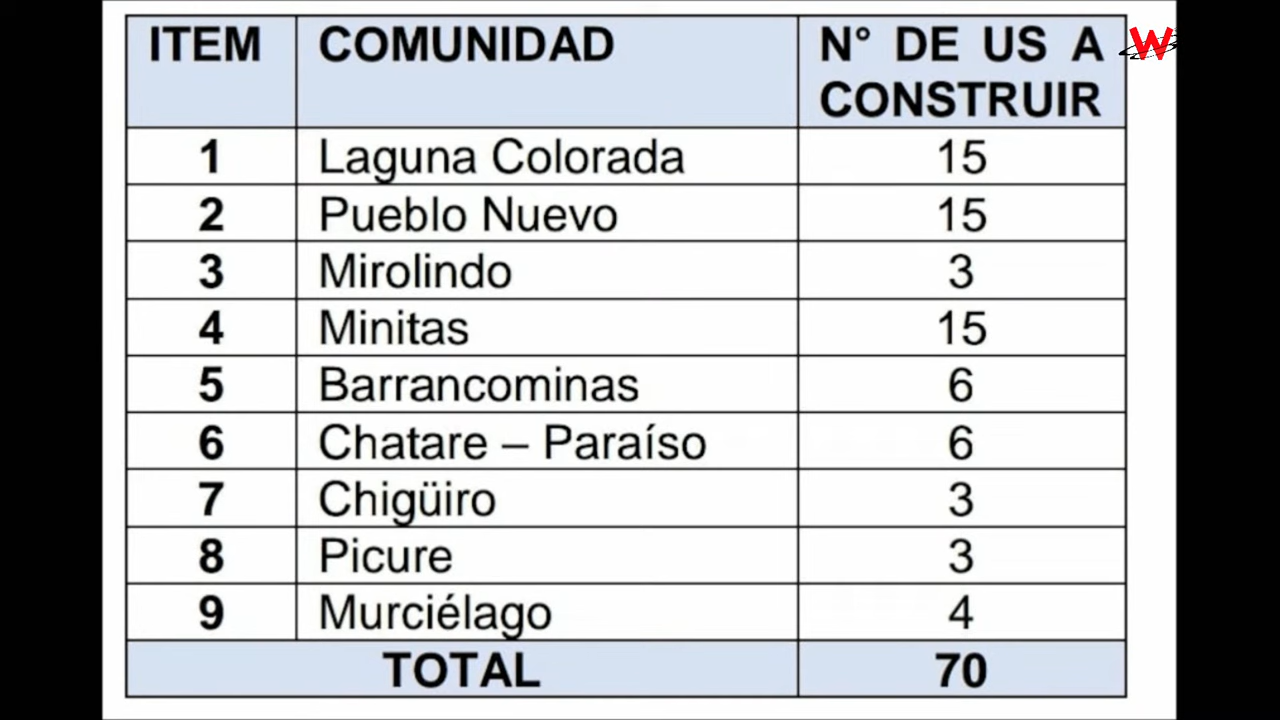 ITEM COMUNIDAD N° DE US A CONSTRUIR
1 Laguna Colorada 15
2 Pueblo Nuevo 15
3 Mirolindo 3
4 Minitas 15
5 Barrancominas 6
6 Chatare – Paraíso 6
7 Chigüiro 3
8 Picure 3
9 Murciélago 4
TOTAL 70
W